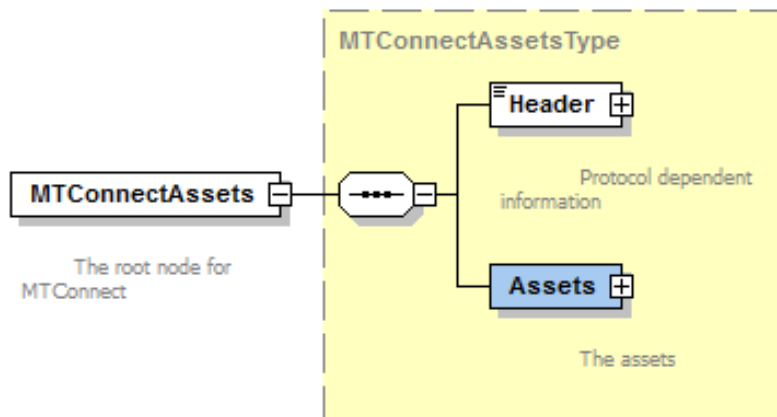 MTConnectAssetsType
Header
Protocol dependent
information
MTConnectAssets
The root node for
MTConnect
Assets
The assets